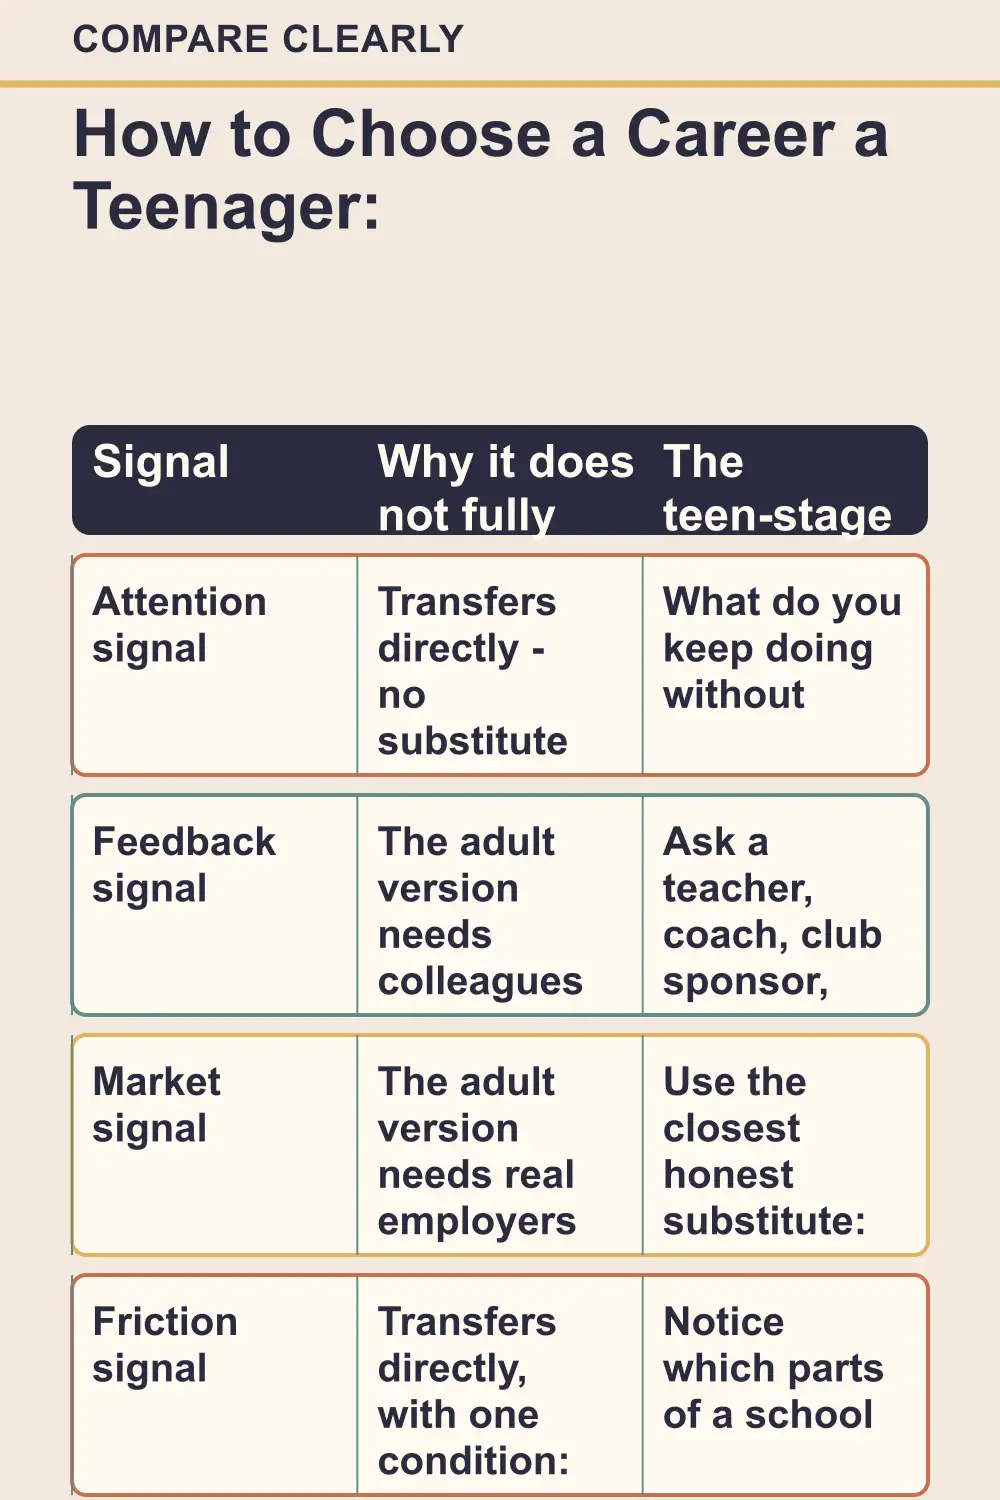 COMPARE CLEARLY
How to Choose a Career a
Teenager:
Signal
Why it does
not fully
The
teen-stage
Attention
signal
Transfers
directly -
no
substitute
What do you
keep doing
without
Feedback
signal
The adult
version
needs
colleagues
Ask a
teacher,
coach, club
sponsor,
Market
signal
The adult
version
needs real
employers
Use the
closest
honest
substitute:
Friction
signal
Transfers
directly,
with one
condition:
Notice
which parts
of a school